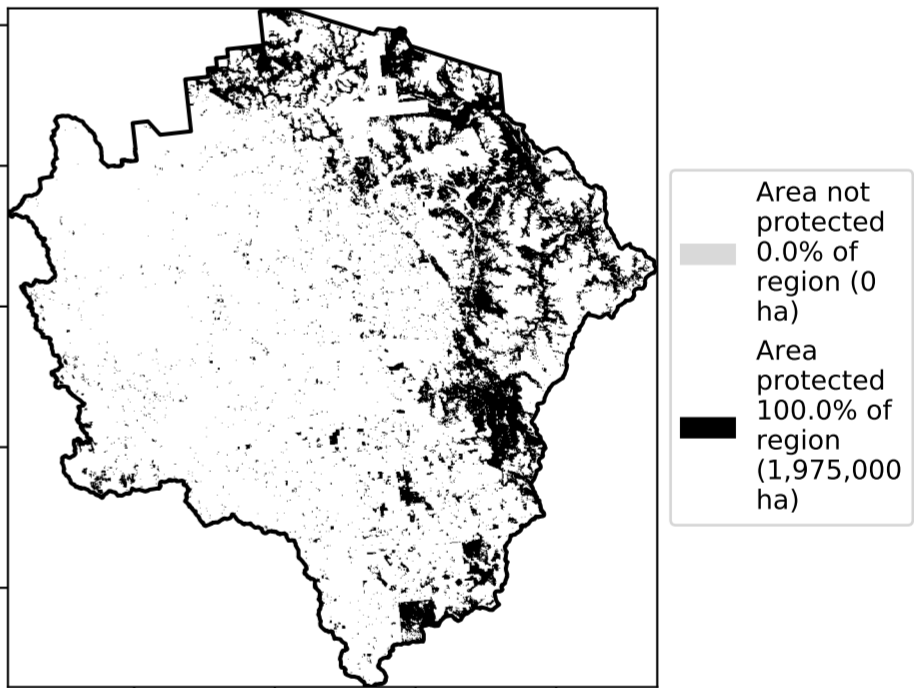 Area not
protected
0.0% of
region (0
ha)
Area
protected
100.0% of
region
(1,975,000
ha)